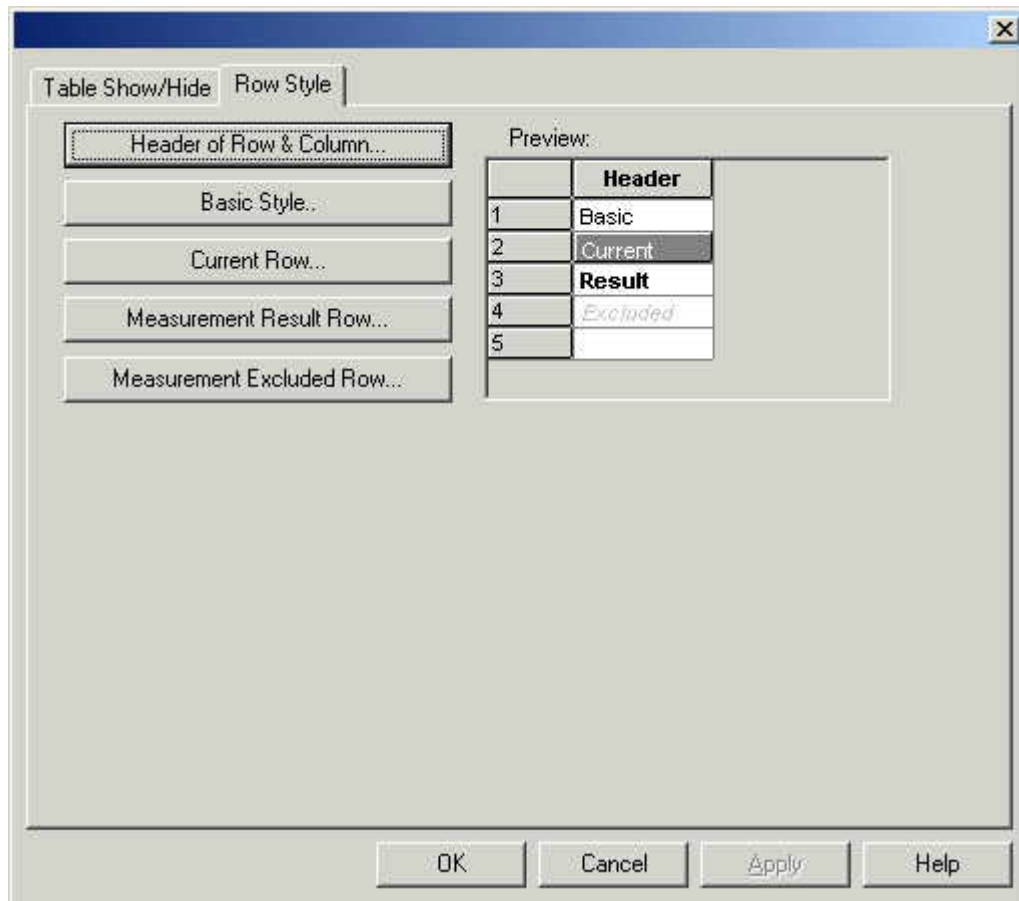 Table Show/Hide Row Style
Header of Row & Column...
Basic Style..
Current Row...
Measurement Result Row...
Measurement Excluded Row...
Preview:
Header
1 Basic
2 Current
3 Result
4 Excluded
5
OK Cancel Apply Help